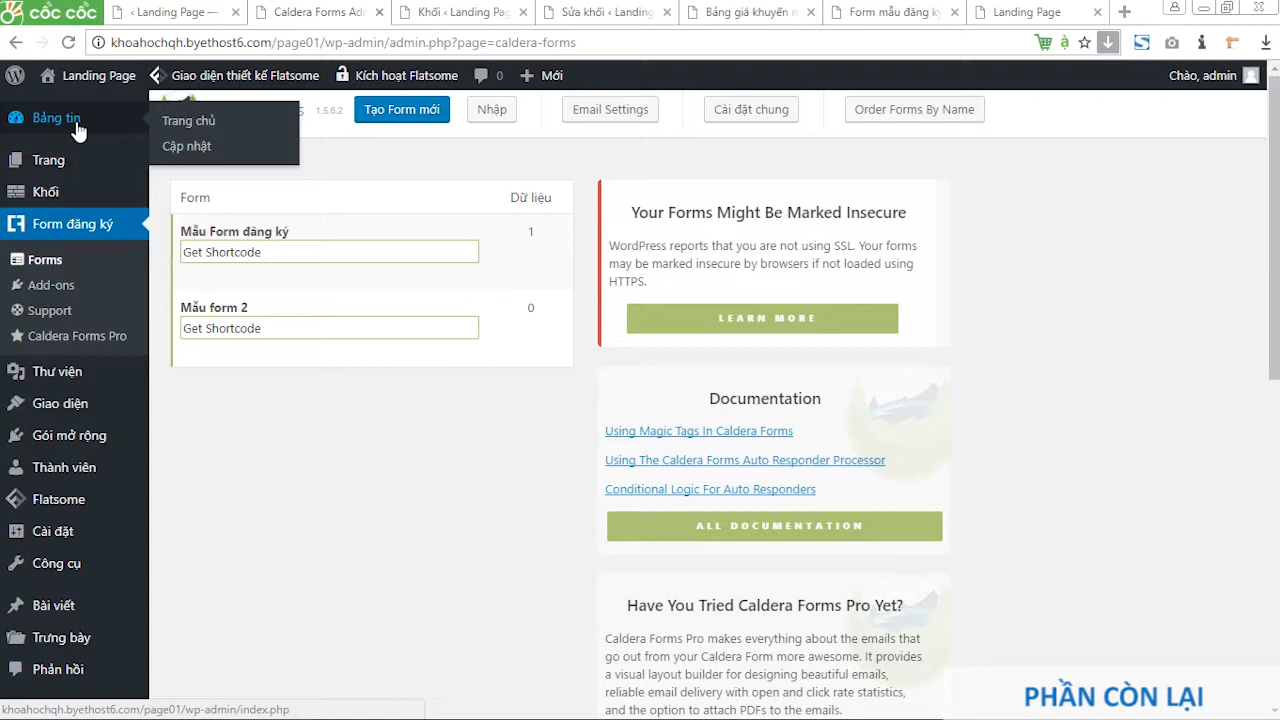 cốc cốc
‹ Landing Page —
Caldera Forms Adr
Khối ‹ Landing Pag
Sửa khối ‹ Landing
Bảng giá khuyến n
Form mẫu đăng ký
Landing Page
khoahochqh.byethost6.com/page01/wp-admin/admin.php?page=caldera-forms
Landing Page
Giao diện thiết kế Flatsome
Kích hoạt Flatsome
0
Mới
Chào, admin
Bảng tin
Trang chủ
Cập nhật
1.5.6.2
Tạo Form mới
Nhập
Email Settings
Cài đặt chung
Order Forms By Name
Trang
Khối
Form đăng ký
Forms
Add-ons
Support
Caldera Forms Pro
Thư viện
Giao diện
Gói mở rộng
Thành viên
Flatsome
Cài đặt
Công cụ
Bài viết
Trưng bày
Phản hồi
Form
Dữ liệu
Mẫu Form đăng ký
1
Get Shortcode
Mẫu form 2
0
Get Shortcode
Your Forms Might Be Marked Insecure
WordPress reports that you are not using SSL. Your forms
may be marked insecure by browsers if not loaded using
HTTPS.
LEARN MORE
Documentation
Using Magic Tags In Caldera Forms
Using The Caldera Forms Auto Responder Processor
Conditional Logic For Auto Responders
ALL DOCUMENTATION
Have You Tried Caldera Forms Pro Yet?
Caldera Forms Pro makes everything about the emails that
go out from your Caldera Form more awesome. It provides
a visual layout builder for designing beautiful emails,
reliable email delivery with open and click rate statistics,
and the option to attach PDFs to the emails.
PHẦN CÒN LẠI
khoahochqh.byethost6.com/page01/wp-admin/index.php